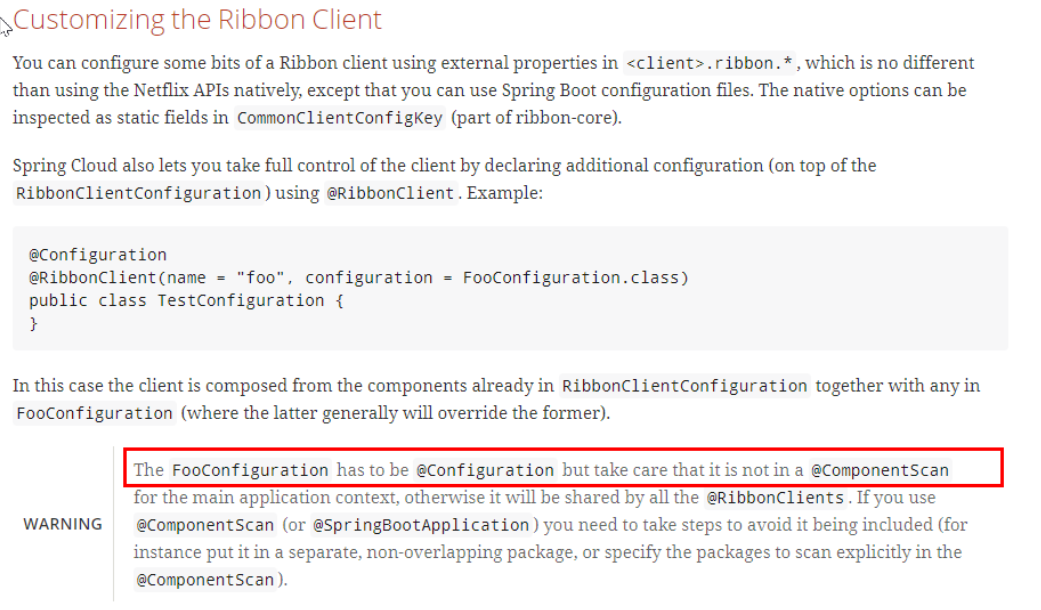 Customizing the Ribbon Client
You can configure some bits of a Ribbon client using external properties in <client>.ribbon.*, which is no different
than using the Netflix APIs natively, except that you can use Spring Boot configuration files. The native options can be
inspected as static fields in CommonClientConfigKey (part of ribbon-core).
Spring Cloud also lets you take full control of the client by declaring additional configuration (on top of the
RibbonClientConfiguration) using @RibbonClient. Example:
@Configuration
@RibbonClient(name = "foo", configuration = FooConfiguration.class)
public class TestConfiguration {
}
In this case the client is composed from the components already in RibbonClientConfiguration together with any in
FooConfiguration (where the latter generally will override the former).
The FooConfiguration has to be @Configuration but take care that it is not in a @ComponentScan
for the main application context, otherwise it will be shared by all the @RibbonClients. If you use
WARNING @ComponentScan (or @SpringBootApplication) you need to take steps to avoid it being included (for
instance put it in a separate, non-overlapping package, or specify the packages to scan explicitly in the
@ComponentScan).